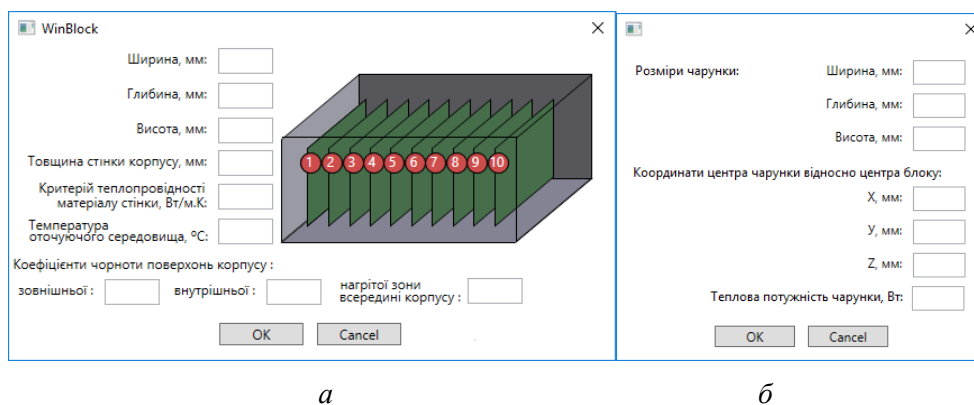 WinBlock
Ширина, мм:
Глибина, мм:
Висота, мм:
Товщина стінки корпусу, мм:
Критерій теплопровідності
матеріалу стінки, Вт/м.К:
Температура
оточуючого середовища, ºС:
1 2 3 4 5 6 7 8 9 10
Коефіцієнти чорноти поверхонь корпусу :
зовнішньої : внутрішньої : нагрітої зони
всередині корпусу :
OK Cancel
Розміри чарунки: Ширина, мм:
Глибина, мм:
Висота, мм:
Координати центра чарунки відносно центра блоку:
X, мм:
У, мм:
Z, мм:
Теплова потужність чарунки, Вт:
OK Cancel
а б